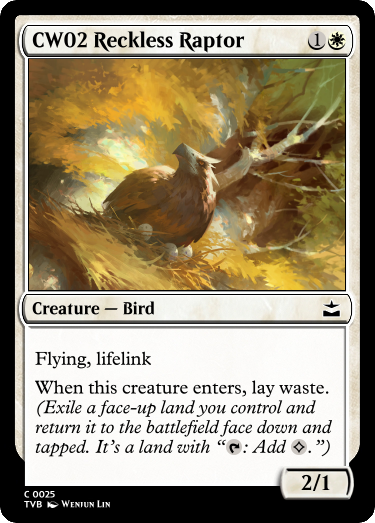 CW02 Reckless Raptor 1
Creature — Bird
Flying, lifelink
When this creature enters, lay waste.
(Exile a face-up land you control and
return it to the battlefield face down and
tapped. It's a land with “: Add .”)
2/1
C 0025
TVB Wenjun Lin